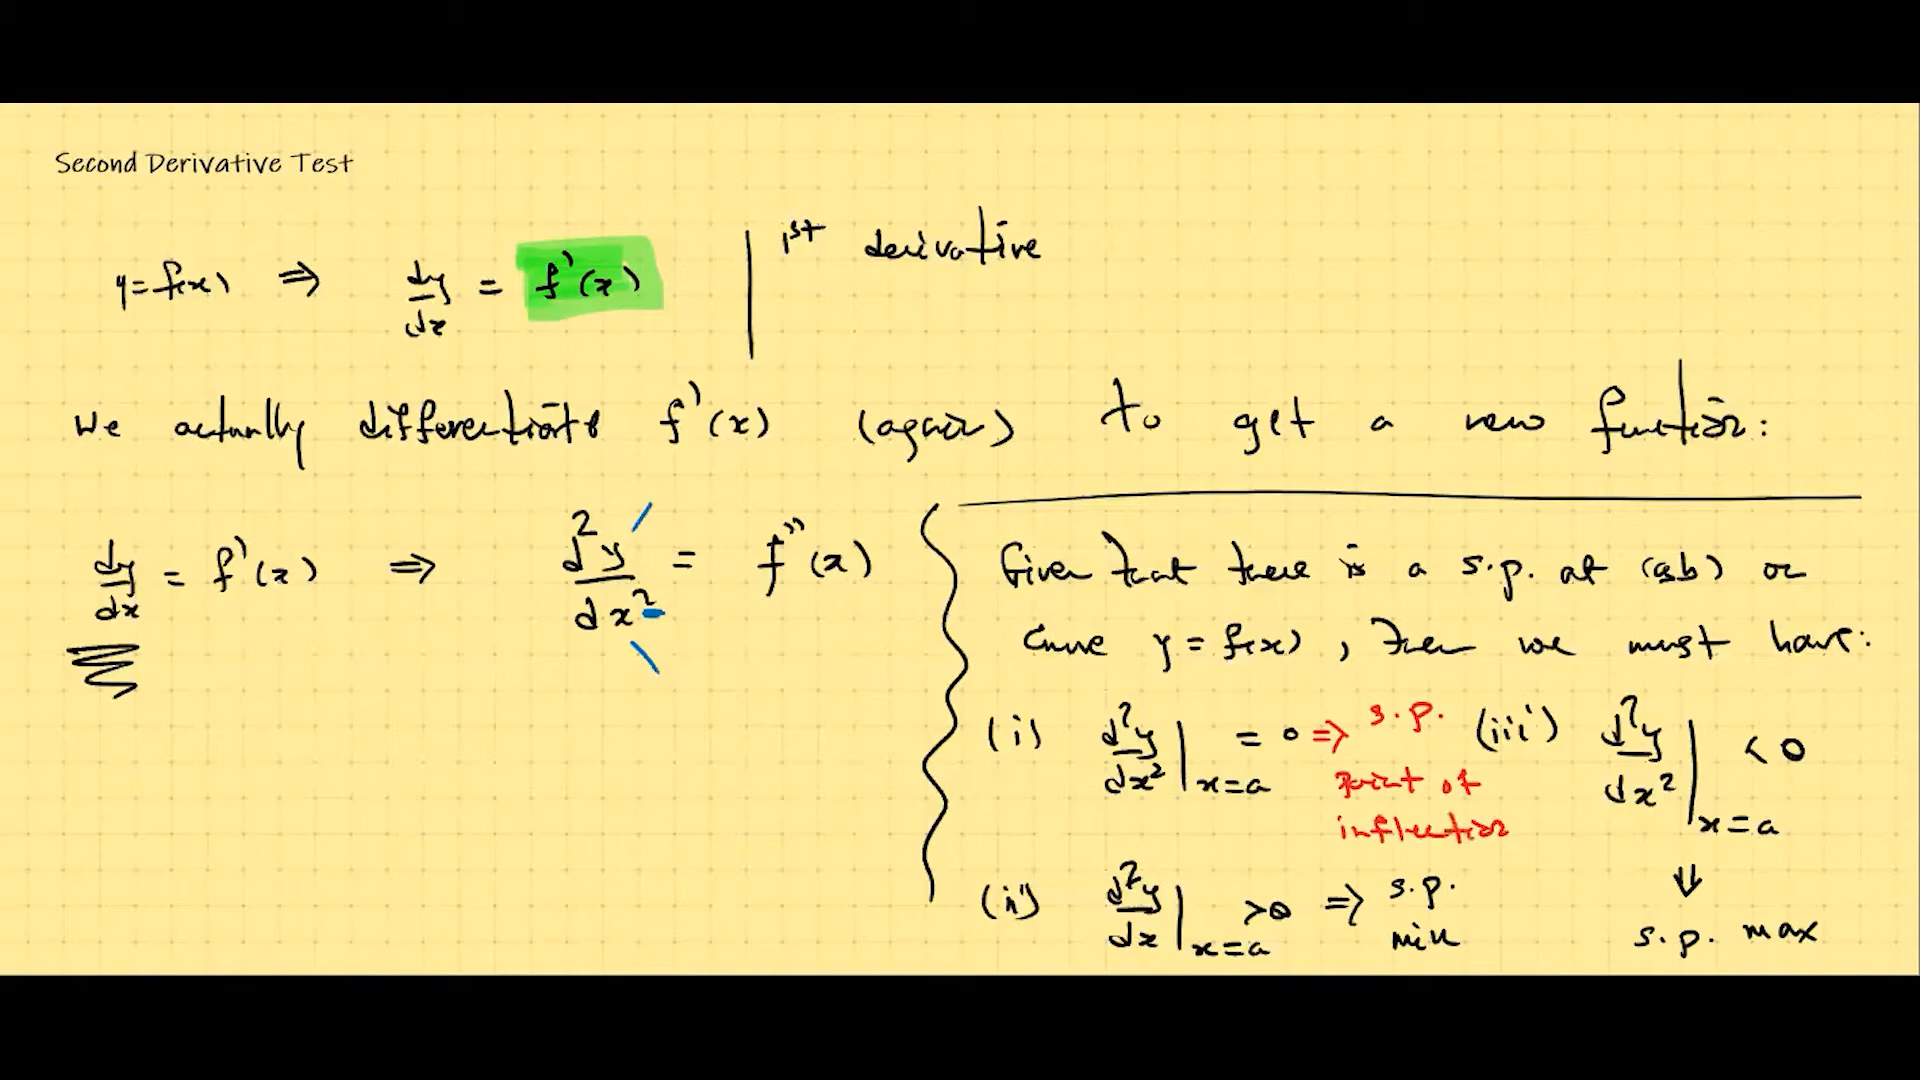 Second Derivative Test
y = f(x) ⇒ dy/dx = f'(x) | 1st derivative
We actually differentiate f'(x) (again) to get a new function:
dy/dx = f'(x) ⇒ d²y/dx² = f''(x)
Given that there is a s.p. at (a,b) on
curve y = f(x), then we must have:
(i) d²y/dx² |x=a = 0 ⇒ s.p.
point of
inflection
(ii) d²y/dx |x=a >0 ⇒ s.p.
min
(iii) d²y/dx² |x=a < 0
⇓
s.p. max